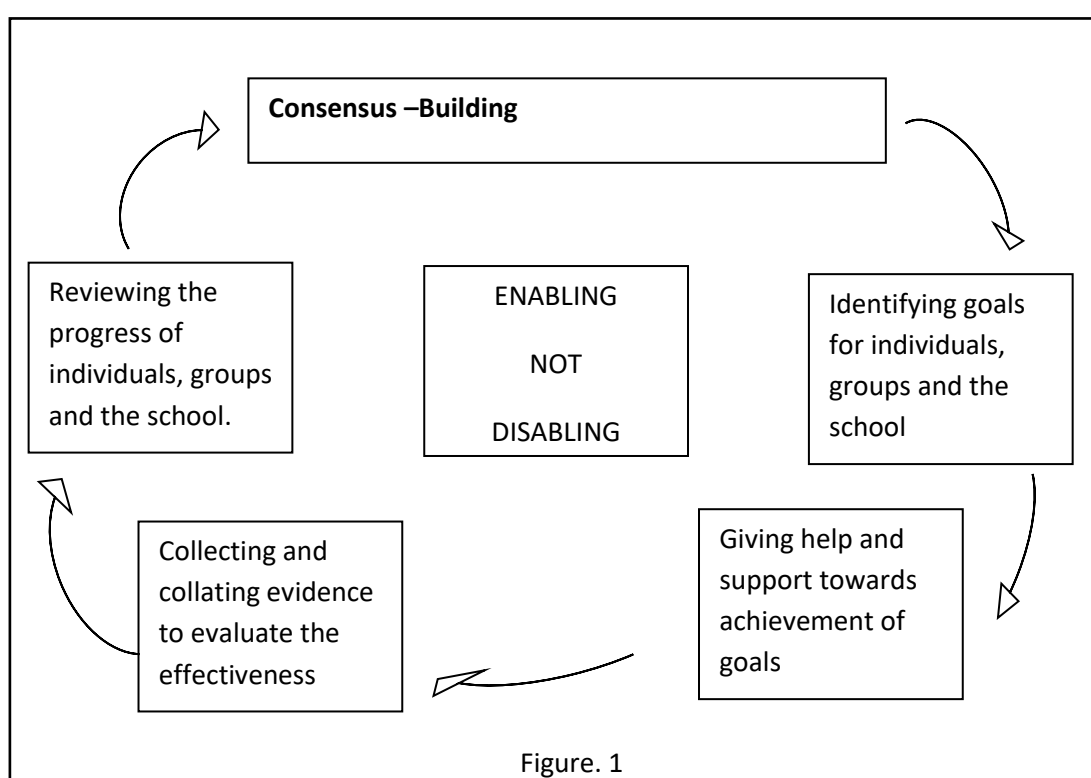 Consensus –Building
Identifying goals
for individuals,
groups and the
school
Giving help and
support towards
achievement of
goals
Collecting and
collating evidence
to evaluate the
effectiveness
Reviewing the
progress of
individuals, groups
and the school.
ENABLING
NOT
DISABLING
Figure. 1